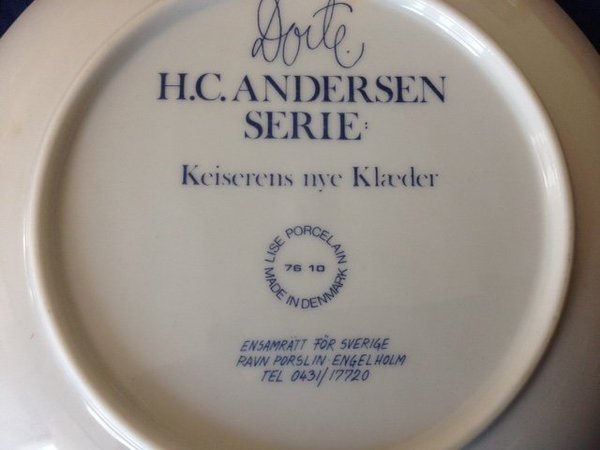 Dorte.
H.C. ANDERSEN
SERIE:
Keiserens nye Klæder
LISE PORCELAIN
76 10
MADE IN DENMARK
ENSAMRÄTT FÖR SVERIGE
RAVN PORSLIN ENGELHOLM
TEL 0431/17720